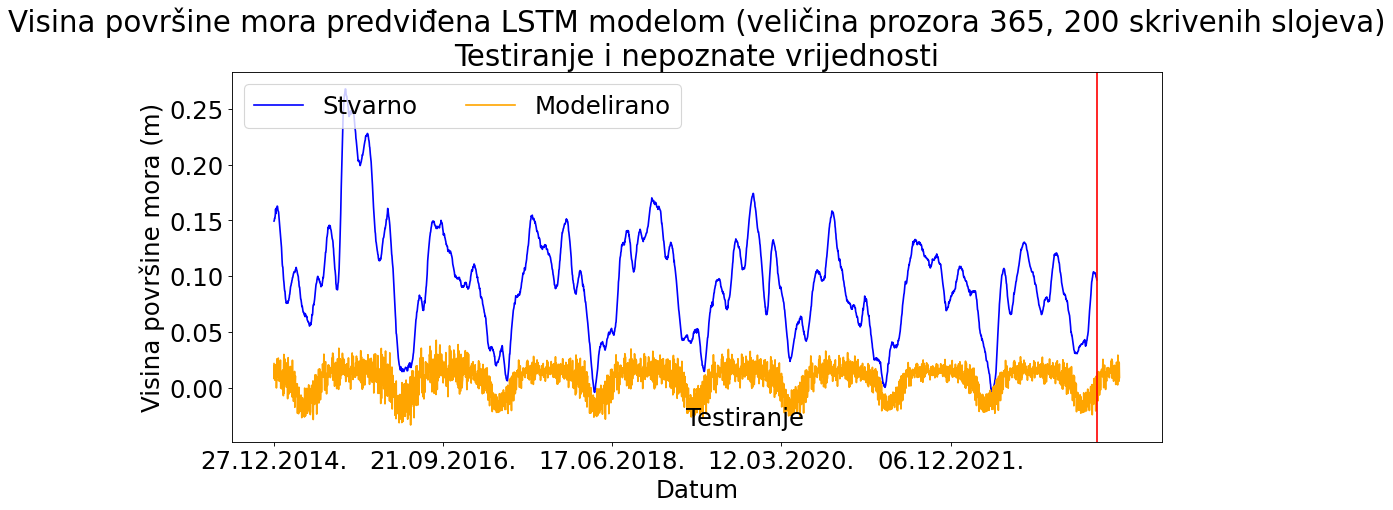 Visina površine mora predviđena LSTM modelom (veličina prozora 365, 200 skrivenih slojeva)
Testiranje i nepoznate vrijednosti
Stvarno
Modelirano
Visina površine mora (m)
0.25
0.20
0.15
0.10
0.05
0.00
Testiranje
27.12.2014.
21.09.2016.
17.06.2018.
12.03.2020.
06.12.2021.
Datum